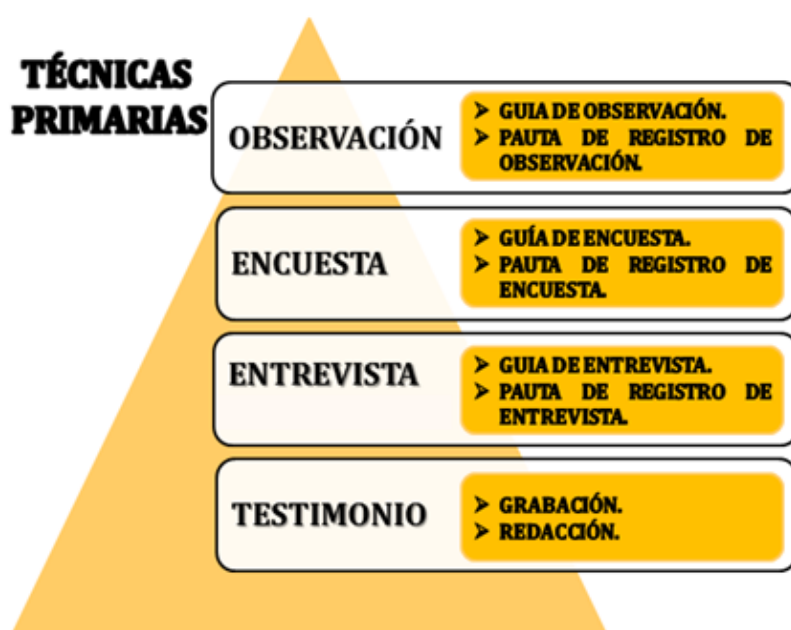 TÉCNICAS
PRIMARIAS
OBSERVACIÓN
➢ GUIA DE OBSERVACIÓN.
➢ PAUTA DE REGISTRO DE
OBSERVACIÓN.
ENCUESTA
➢ GUÍA DE ENCUESTA.
➢ PAUTA DE REGISTRO DE
ENCUESTA.
ENTREVISTA
➢ GUIA DE ENTREVISTA.
➢ PAUTA DE REGISTRO DE
ENTREVISTA.
TESTIMONIO
➢ GRABACIÓN.
➢ REDACCIÓN.